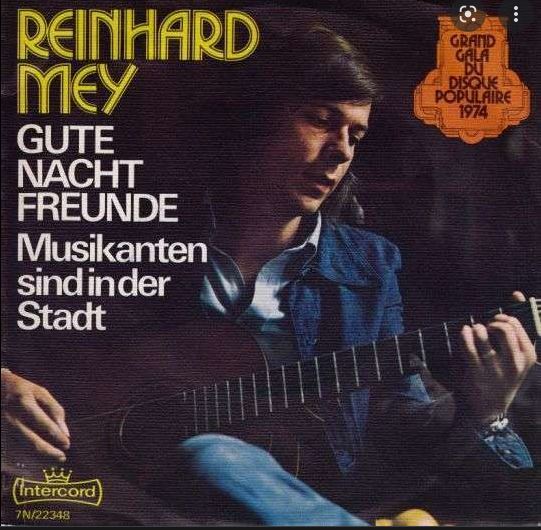 REINHARD
MEY
GUTE
NACHT
FREUNDE
Musikanten
sind in der
Stadt
GRAND
GALA
DU
DISQUE
POPULAIRE
1974
Intercord
7N/22348